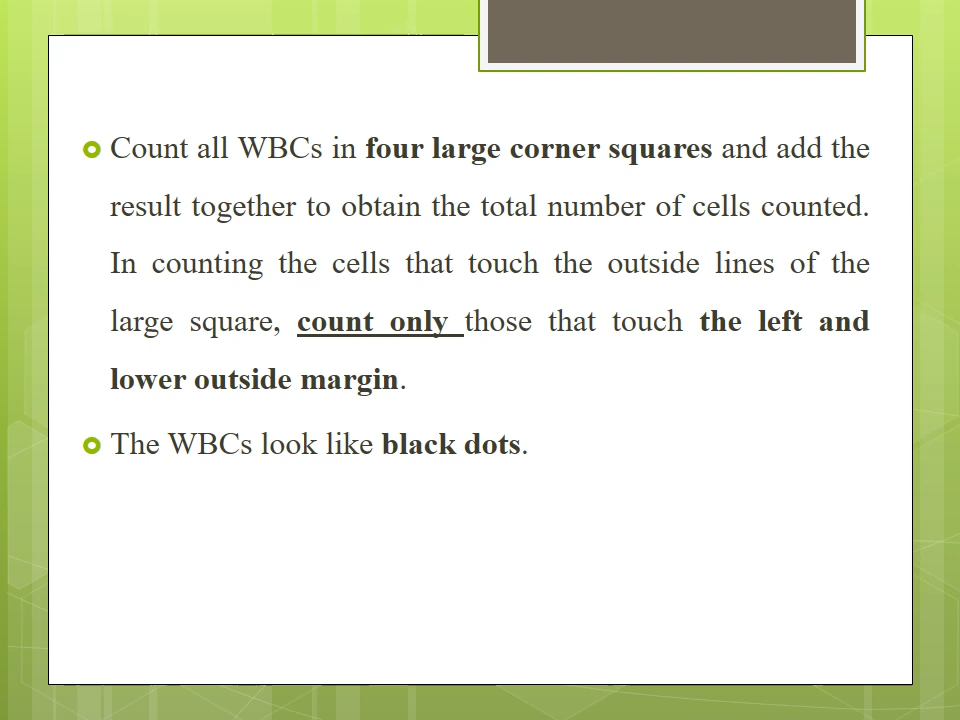 Count all WBCs in four large corner squares and add the
result together to obtain the total number of cells counted.
In counting the cells that touch the outside lines of the
large square, count only those that touch the left and
lower outside margin.
The WBCs look like black dots.